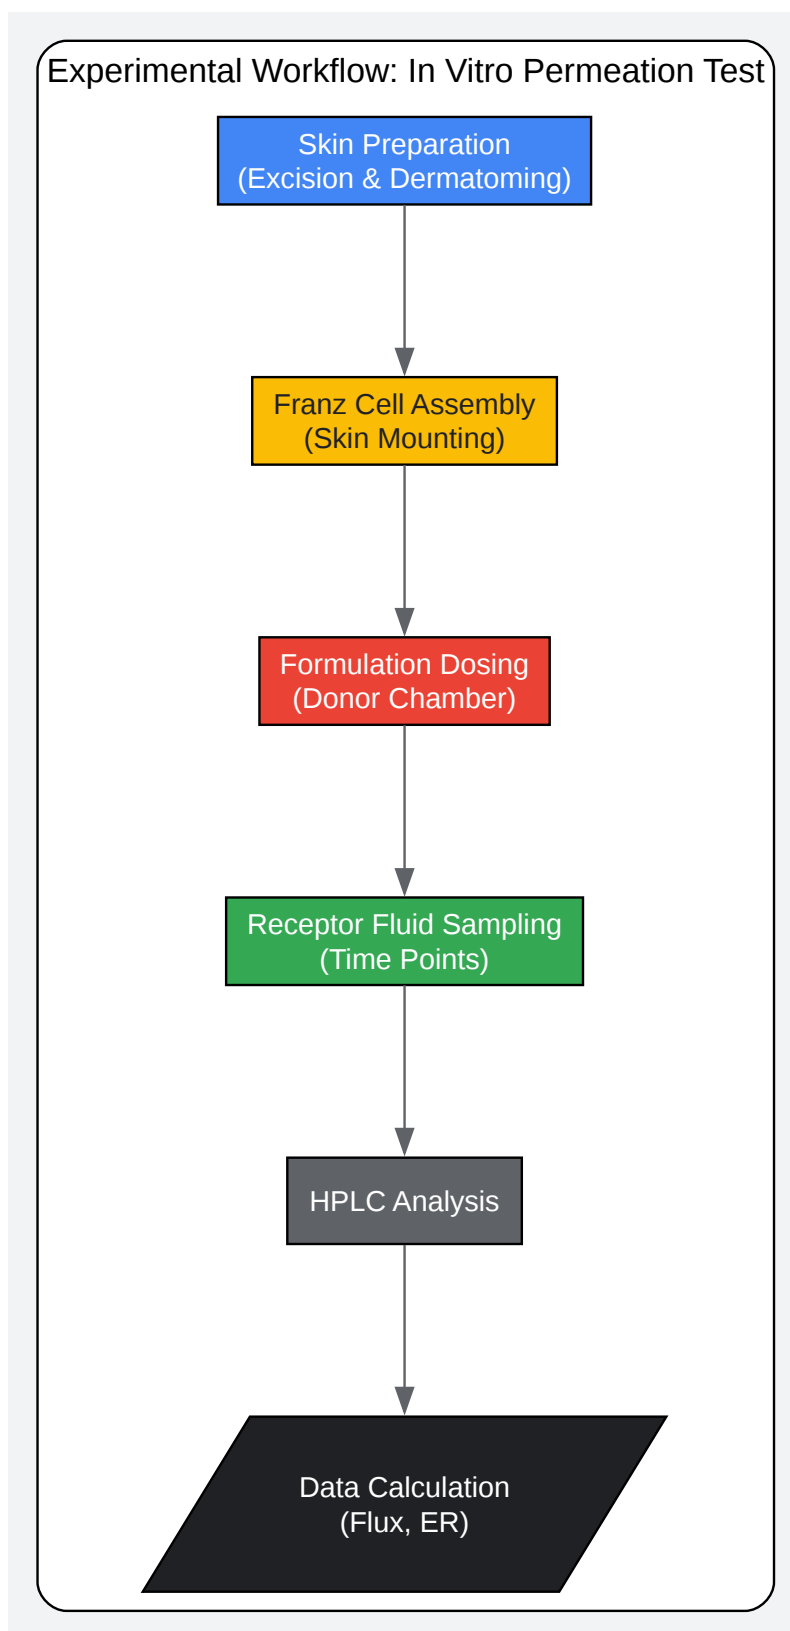 Experimental Workflow: In Vitro Permeation Test
Skin Preparation
(Excision & Dermatoming)
Franz Cell Assembly
(Skin Mounting)
Formulation Dosing
(Donor Chamber)
Receptor Fluid Sampling
(Time Points)
HPLC Analysis
Data Calculation
(Flux, ER)